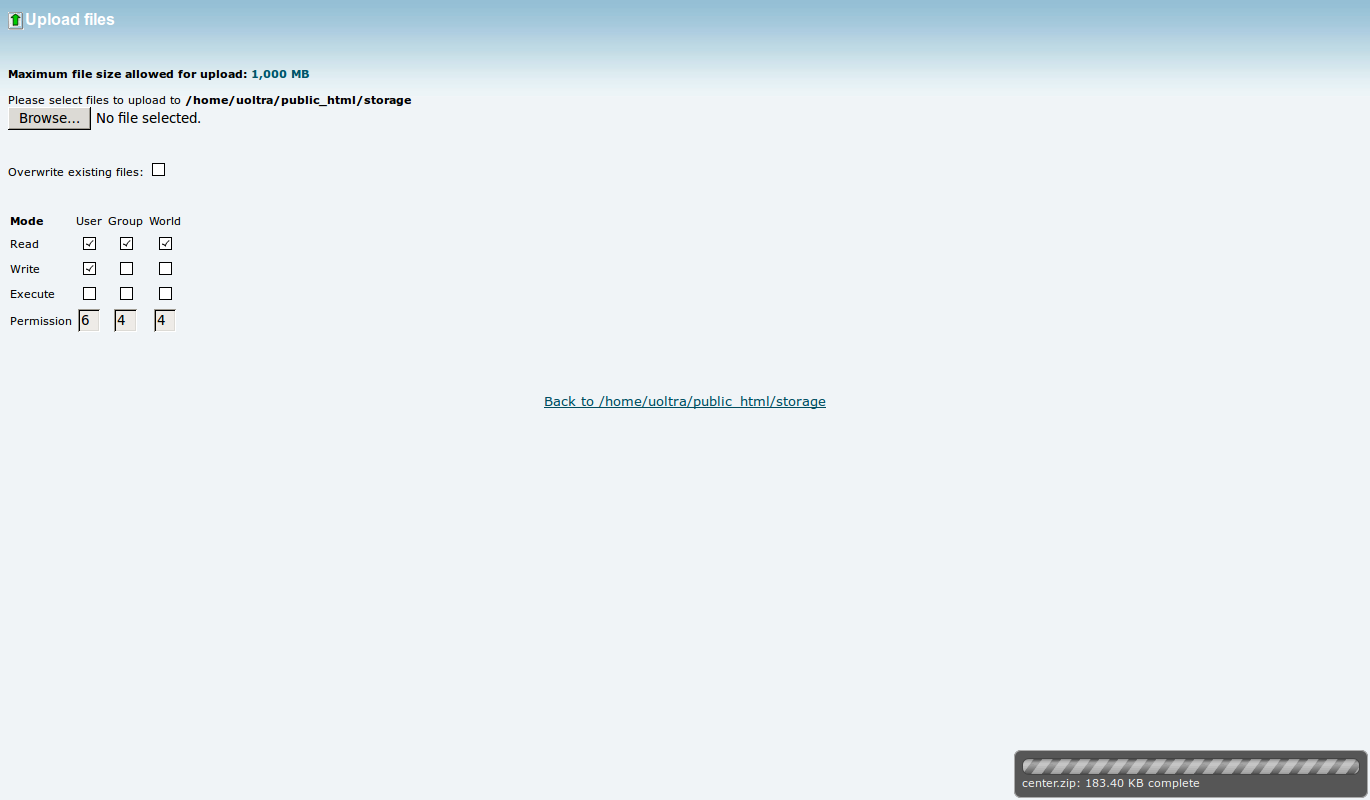 Upload files
Maximum file size allowed for upload: 1,000 MB
Please select files to upload to /home/uoltra/public_html/storage
Browse... No file selected.
Overwrite existing files:
Mode User Group World
Read
Write
Execute
Permission 6 4 4
Back to /home/uoltra/public_html/storage
center.zip: 183.40 KB complete